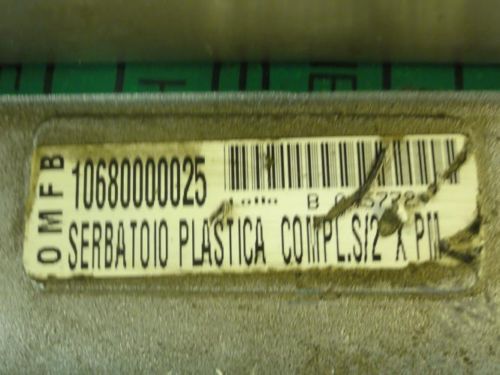 OMFB
10680000025
B
SERBATOIO PLASTICA COMPL.S/2 X PM